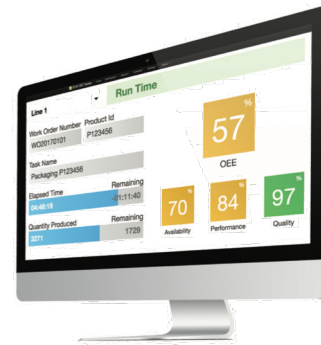 Run Time
Line 1
Work Order Number Product Id
WO20170101 P123456
Task Name
Packaging P123456
Elapsed Time Remaining
04:48:19 -01:11:40
Quantity Produced Remaining
3271 1729
57 %
OEE
70 % 84 % 97 %
Availability Performance Quality